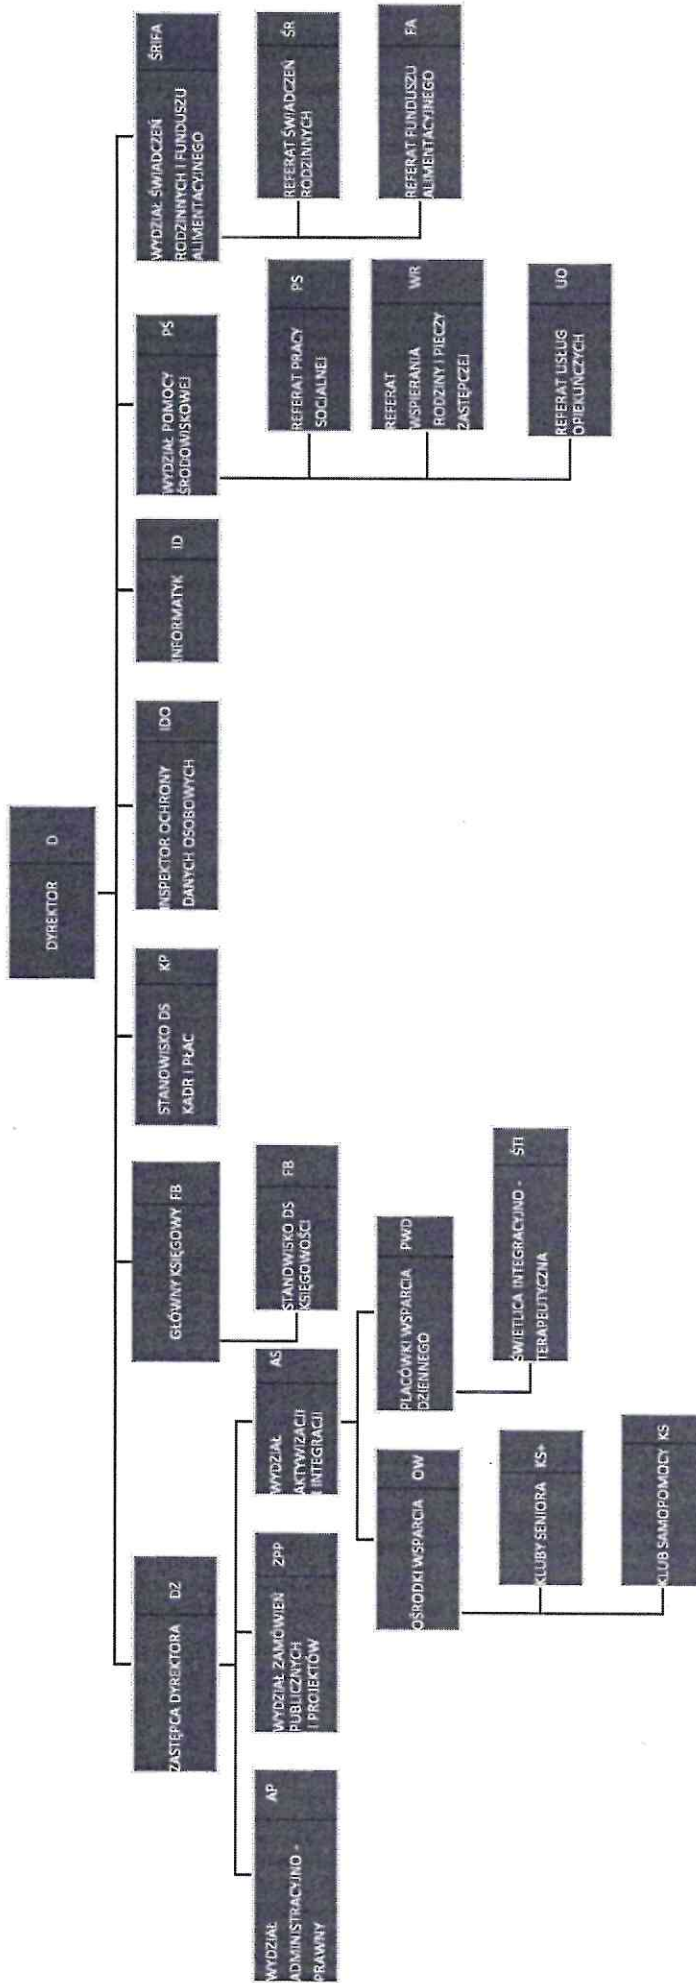 DYREKTOR D
ZASTĘPCA DYREKTORA DZ
GŁÓWNY KSIĘGOWY FB
STANOWISKO DS KP
KADR I PŁAC
INSPEKTOR OCHRONY IDO
DANYCH OSOBOWYCH
INFORMATYK ID
WYDZIAŁ POMOCY PŚ
ŚRODOWISKOWEJ
WYDZIAŁ ŚWIADCZEŃ ŚRIFA
RODZINNYCH I FUNDUSZU
ALIMENTACYJNEGO
WYDZIAŁ AP
ADMINISTRACYJNO -
PRAWNY
WYDZIAŁ ZAMÓWIEŃ ZPP
PUBLICZNYCH
I PROJEKTÓW
WYDZIAŁ AS
AKTYWIZACJI
I INTEGRACJI
STANOWISKO DS FB
KSIĘGOWOŚCI
REFERAT PRACY PS
SOCJALNEJ
REFERAT ŚWIADCZEŃ ŚR
RODZINNYCH
OŚRODKI WSPARCIA OW
PLACÓWKI WSPARCIA PWD
DZIENNEGO
REFERAT WR
WSPIERANIA
RODZINY I PIECZY
ZASTĘPCZEJ
REFERAT FUNDUSZU FA
ALIMENTACYJNEGO
KLUBY SENIORA KS+
ŚWIETLICA INTEGRACYJNO - ŚTI
TERAPEUTYCZNA
REFERAT USŁUG UO
OPIEKUŃCZYCH
KLUB SAMOPOMOCY KS